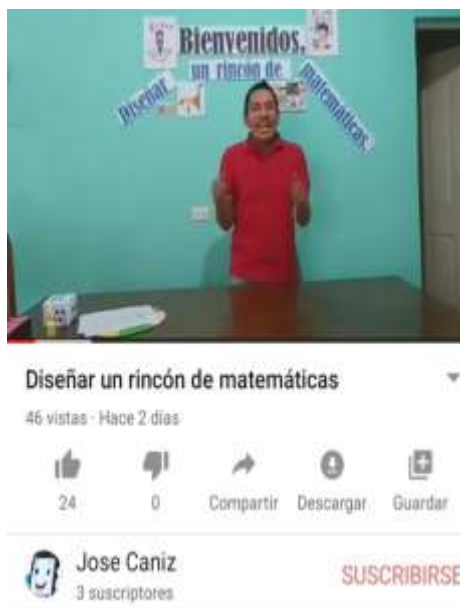 Bienvenidos,
un rincón de
Diseñar
matemáticas.
Diseñar un rincón de matemáticas
46 vistas · Hace 2 días
24
0
Compartir
Descargar
Guardar
Jose Caniz
SUSCRIBIRSE
3 suscriptores